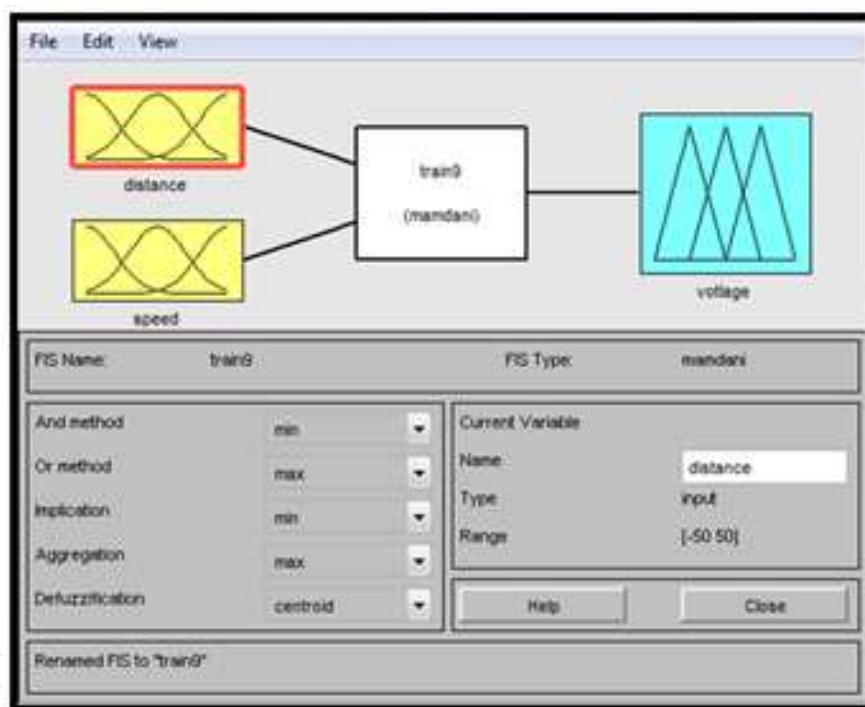 File Edit View
distance
train9
(mamdani)
speed
votlage
FIS Name: train9 FIS Type: mamdani
And method min
Or method max
Implication min
Aggregation max
Defuzzification centroid
Current Variable
Name distance
Type input
Range [-50 50]
Help Close
Renamed FIS to "train9"